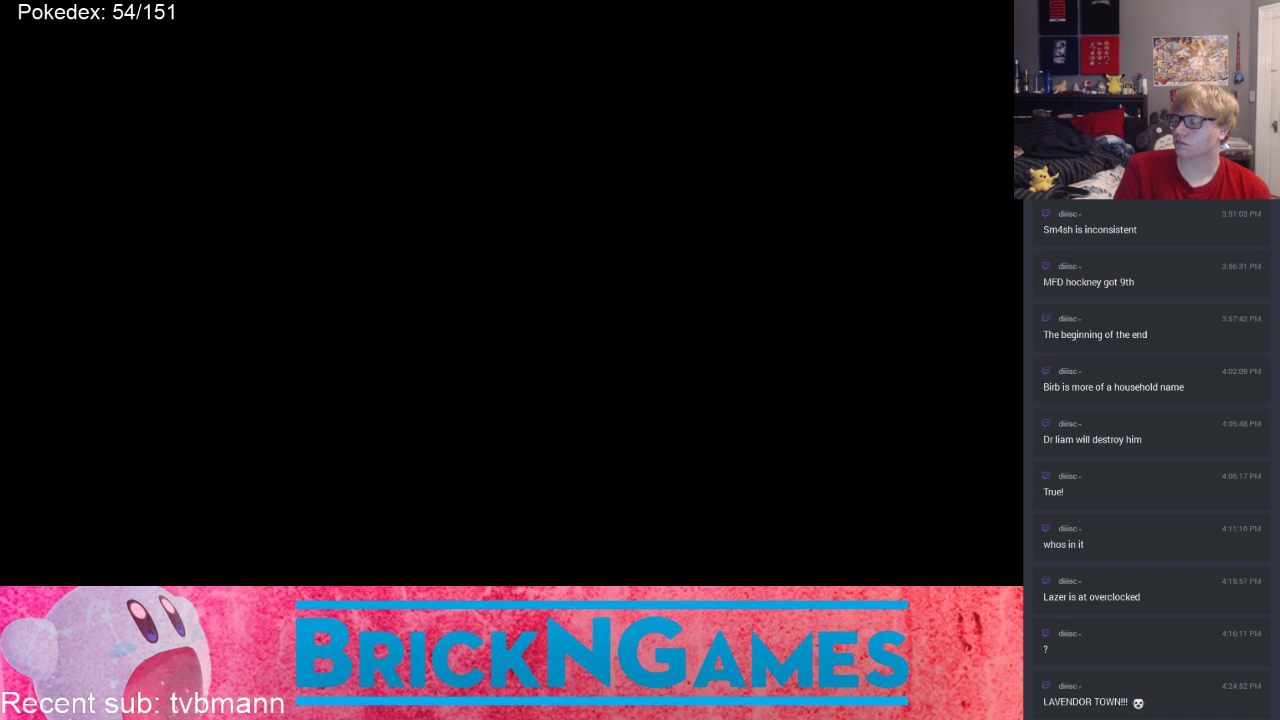 Pokedex: 54/151
diiisc- 3:51:03 PM
Sm4sh is inconsistent
diiisc- 3:56:31 PM
MFD hockney got 9th
diiisc- 3:57:42 PM
The beginning of the end
diiisc- 4:02:09 PM
Birb is more of a household name
diiisc- 4:05:48 PM
Dr liam will destroy him
diiisc- 4:06:17 PM
True!
diiisc- 4:11:10 PM
whos in it
diiisc- 4:15:57 PM
Lazer is at overclocked
diiisc- 4:16:11 PM
?
diiisc- 4:24:52 PM
LAVENDOR TOWN!!! 💀
BRICKNGAMES
Recent sub: tvbmann